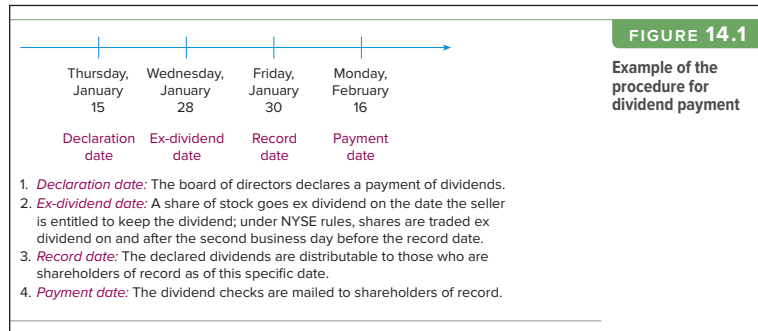 FIGURE 14.1
Example of the
procedure for
dividend payment
Thursday,
January
15
Wednesday,
January
28
Friday,
January
30
Monday,
February
16
Declaration
date
Ex-dividend
date
Record
date
Payment
date
1. Declaration date: The board of directors declares a payment of dividends.
2. Ex-dividend date: A share of stock goes ex dividend on the date the seller
is entitled to keep the dividend; under NYSE rules, shares are traded ex
dividend on and after the second business day before the record date.
3. Record date: The declared dividends are distributable to those who are
shareholders of record as of this specific date.
4. Payment date: The dividend checks are mailed to shareholders of record.